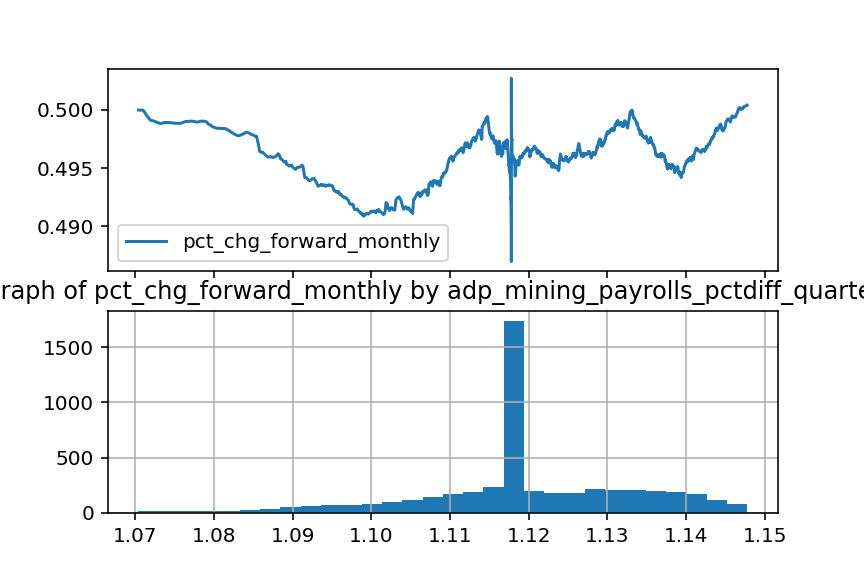 0.500
0.495
0.490
pct_chg_forward_monthly
raph of pct_chg_forward_monthly by adp_mining_payrolls_pctdiff_quarte
1500
1000
500
0
1.07 1.08 1.09 1.10 1.11 1.12 1.13 1.14 1.15